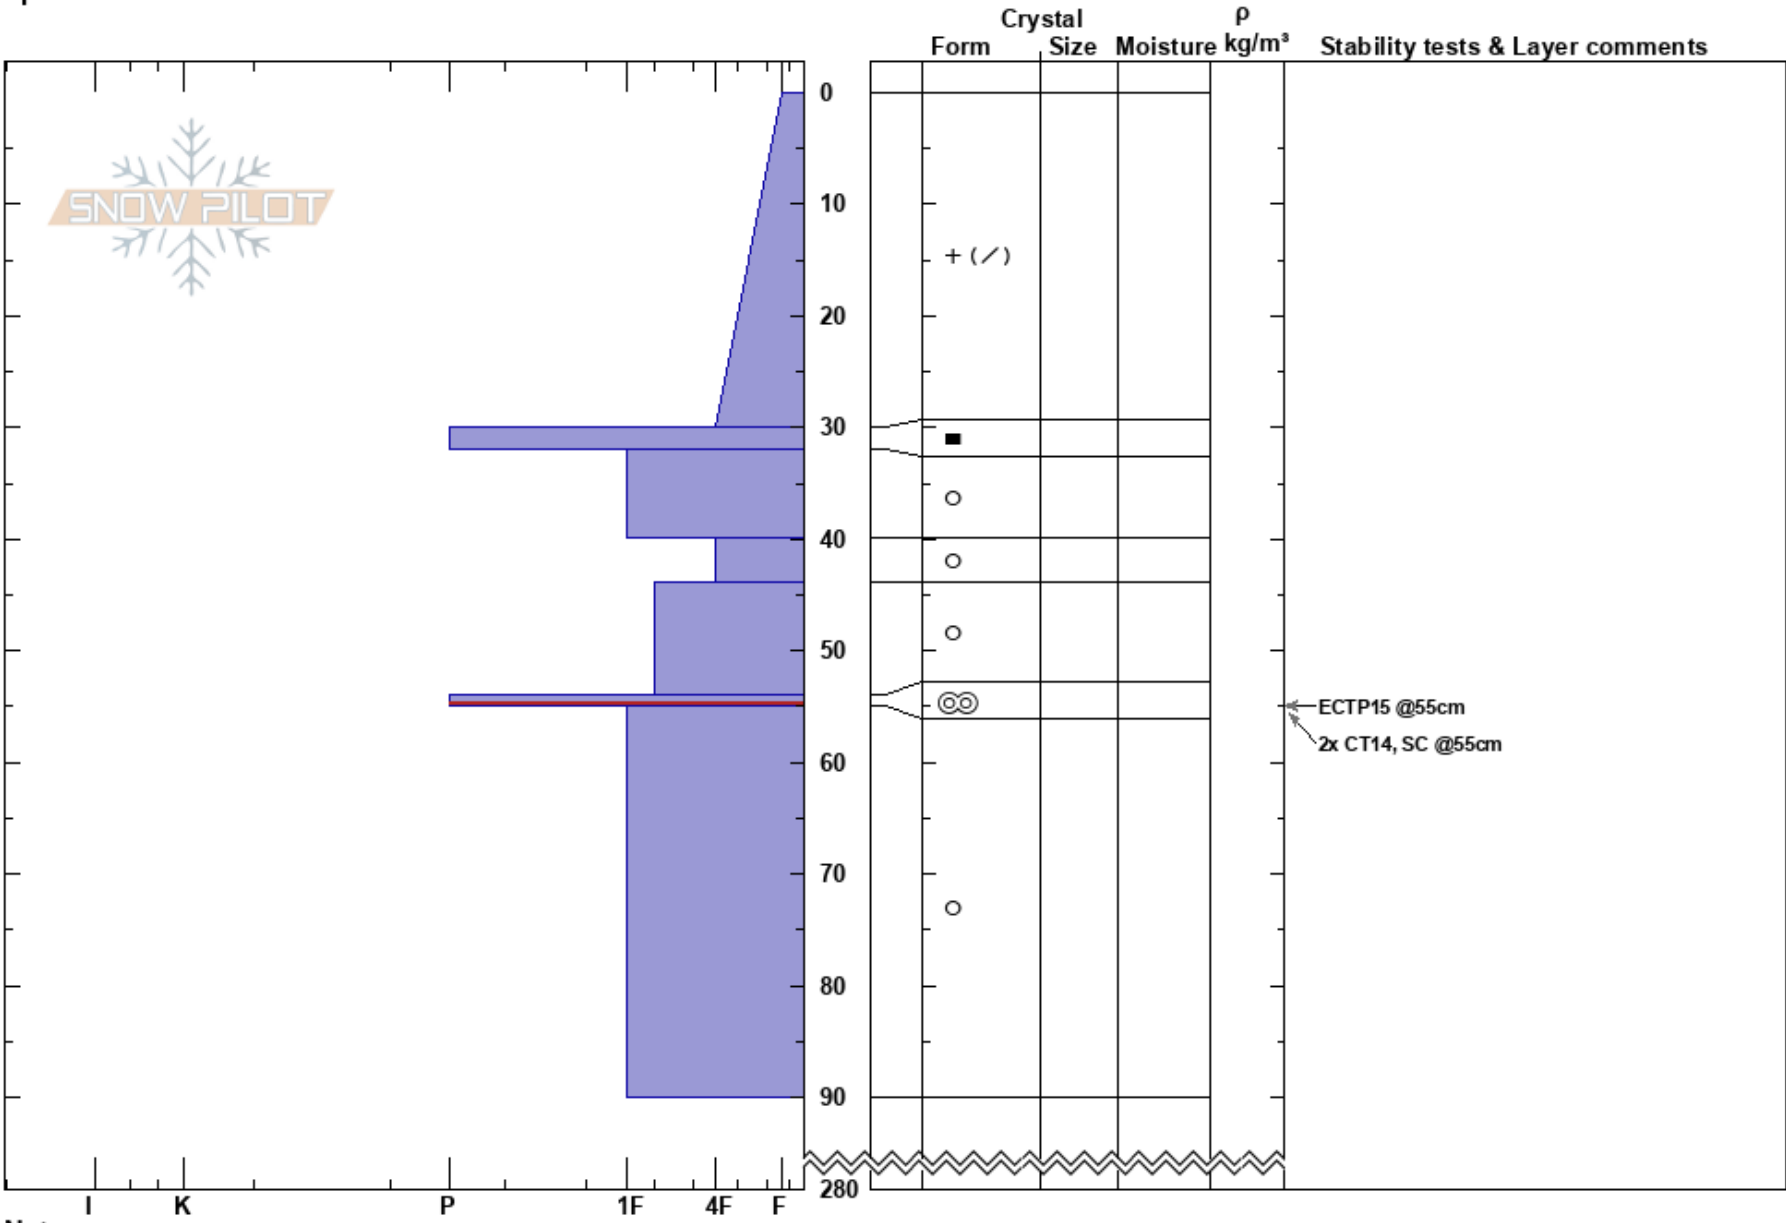 Crystal
ρ
Form Size Moisture kg/m³ Stability tests & Layer comments
SNOW PILOT
0
10
+ (/)
20
30
40
50
ECTP15 @55cm
2x CT14, SC @55cm
60
70
80
90
280
I K P 1F 4F F